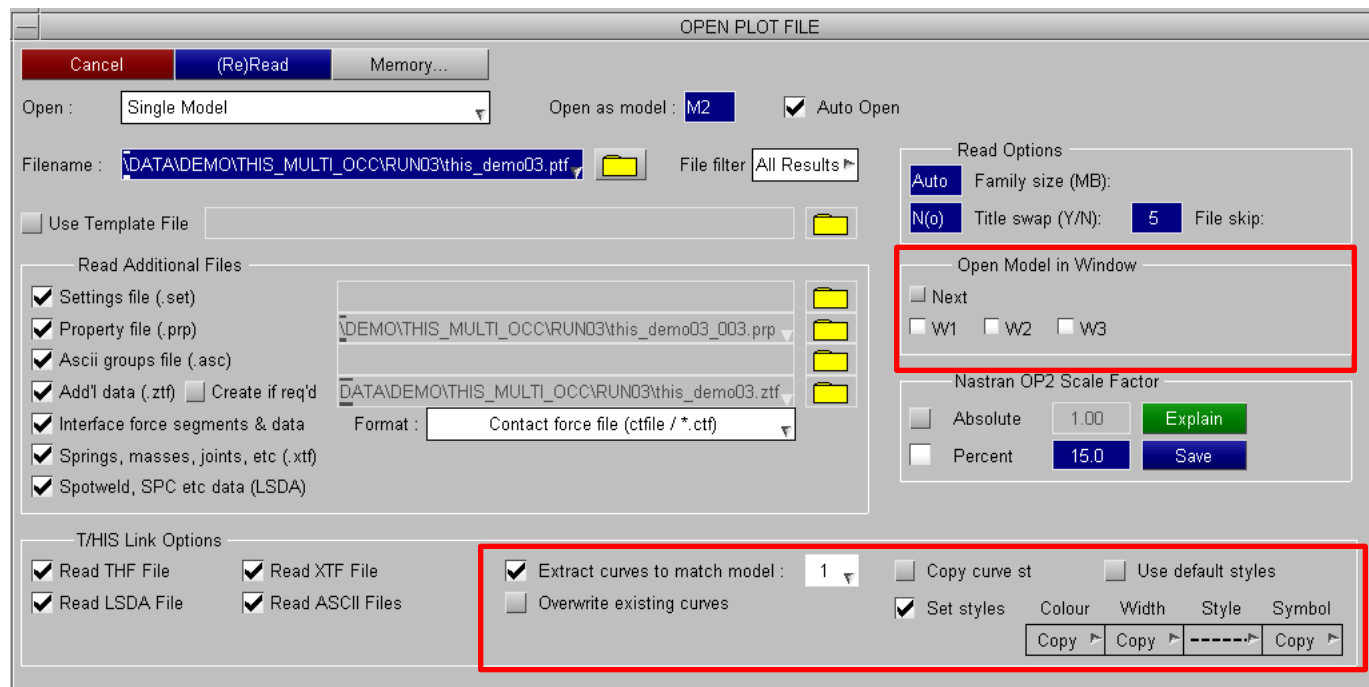 OPEN PLOT FILE
Cancel (Re)Read Memory...
Open : Single Model Open as model : M2 Auto Open
Filename : \DATA\DEMO\THIS_MULTI_OCC\RUN03\this_demo03.ptf File filter All Results
Use Template File
Read Options
Auto Family size (MB):
N(o) Title swap (Y/N): 5 File skip:
Read Additional Files
Settings file (.set)
Property file (.prp) \DEMO\THIS_MULTI_OCC\RUN03\this_demo03_003.prp
Ascii groups file (.asc)
Add'l data (.ztf) Create if req'd DATA\DEMO\THIS_MULTI_OCC\RUN03\this_demo03.ztf
Interface force segments & data Format : Contact force file (ctfile / *.ctf)
Springs, masses, joints, etc (.xtf)
Spotweld, SPC etc data (LSDA)
Open Model in Window
Next
W1 W2 W3
Nastran OP2 Scale Factor
Absolute 1.00 Explain
Percent 15.0 Save
T/HIS Link Options
Read THF File Read XTF File Extract curves to match model : 1 Copy curve st Use default styles
Read LSDA File Read ASCII Files Overwrite existing curves Set styles Colour Width Style Symbol
Copy Copy Copy